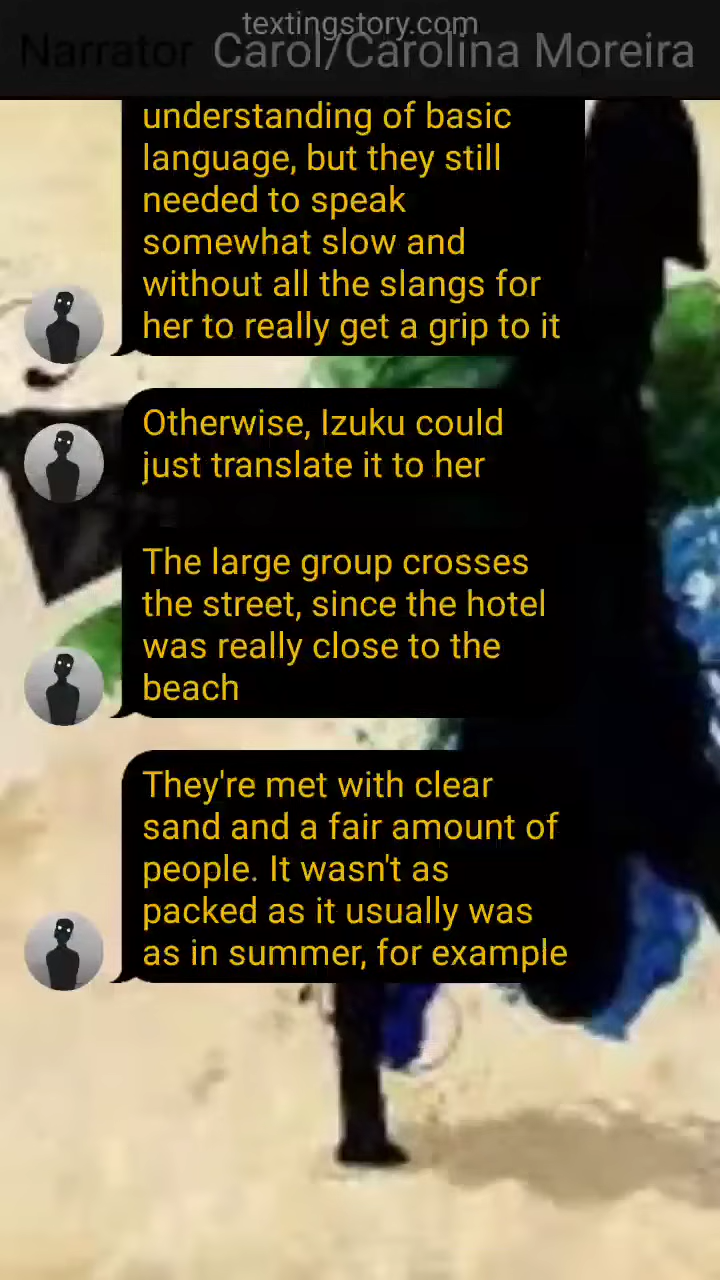 textingstory.com
Narrator Carol/Carolina Moreira
understanding of basic
language, but they still
needed to speak
somewhat slow and
without all the slangs for
her to really get a grip to it
Otherwise, Izuku could
just translate it to her
The large group crosses
the street, since the hotel
was really close to the
beach
They're met with clear
sand and a fair amount of
people. It wasn't as
packed as it usually was
as in summer, for example